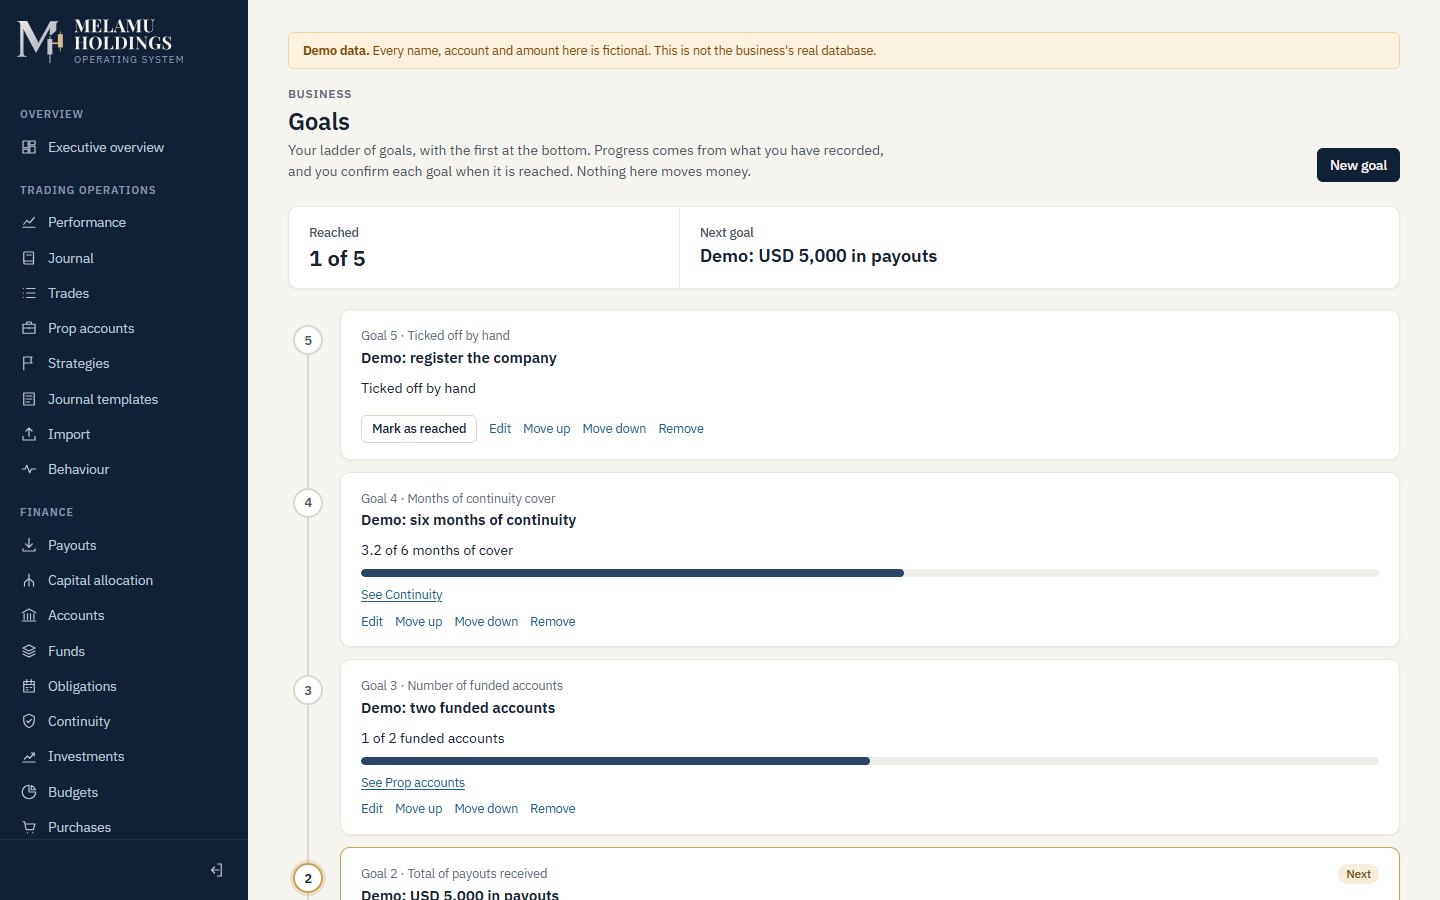 MELAMU
HOLDINGS
OPERATING SYSTEM
OVERVIEW
Executive overview
TRADING OPERATIONS
Performance
Journal
Trades
Prop accounts
Strategies
Journal templates
Import
Behaviour
FINANCE
Payouts
Capital allocation
Accounts
Funds
Obligations
Continuity
Investments
Budgets
Purchases
Demo data. Every name, account and amount here is fictional. This is not the business's real database.
BUSINESS
Goals
Your ladder of goals, with the first at the bottom. Progress comes from what you have recorded,
and you confirm each goal when it is reached. Nothing here moves money.
New goal
Reached
1 of 5
Next goal
Demo: USD 5,000 in payouts
5
Goal 5 · Ticked off by hand
Demo: register the company
Ticked off by hand
Mark as reached Edit Move up Move down Remove
4
Goal 4 · Months of continuity cover
Demo: six months of continuity
3.2 of 6 months of cover
See Continuity
Edit Move up Move down Remove
3
Goal 3 · Number of funded accounts
Demo: two funded accounts
1 of 2 funded accounts
See Prop accounts
Edit Move up Move down Remove
2
Goal 2 · Total of payouts received
Next
Demo: USD 5,000 in payouts